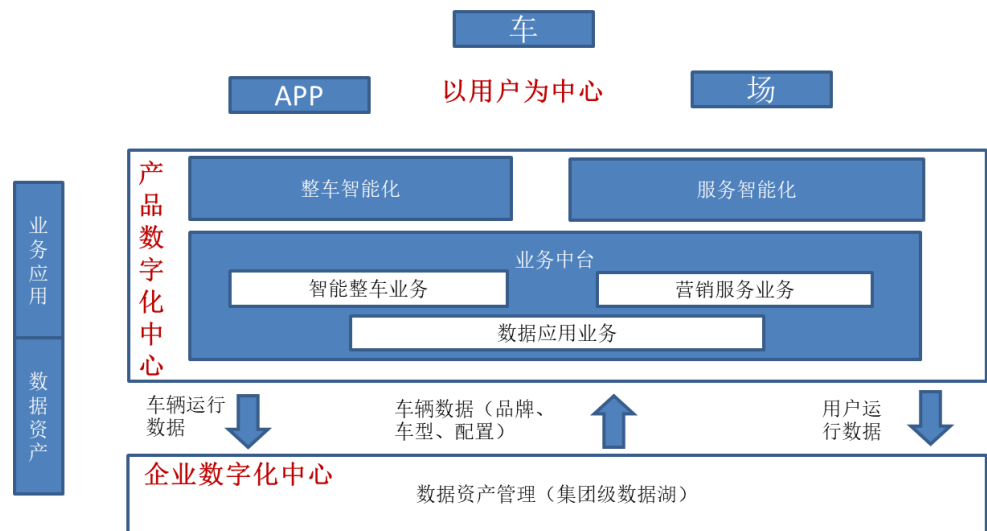 车
APP
以用户为中心
场
产品数字化中心
整车智能化
服务智能化
业务应用
业务中台
智能整车业务
营销服务业务
数据应用业务
数据资产
车辆运行
数据
车辆数据（品牌、
车型、配置）
用户运
行数据
企业数字化中心
数据资产管理（集团级数据湖）